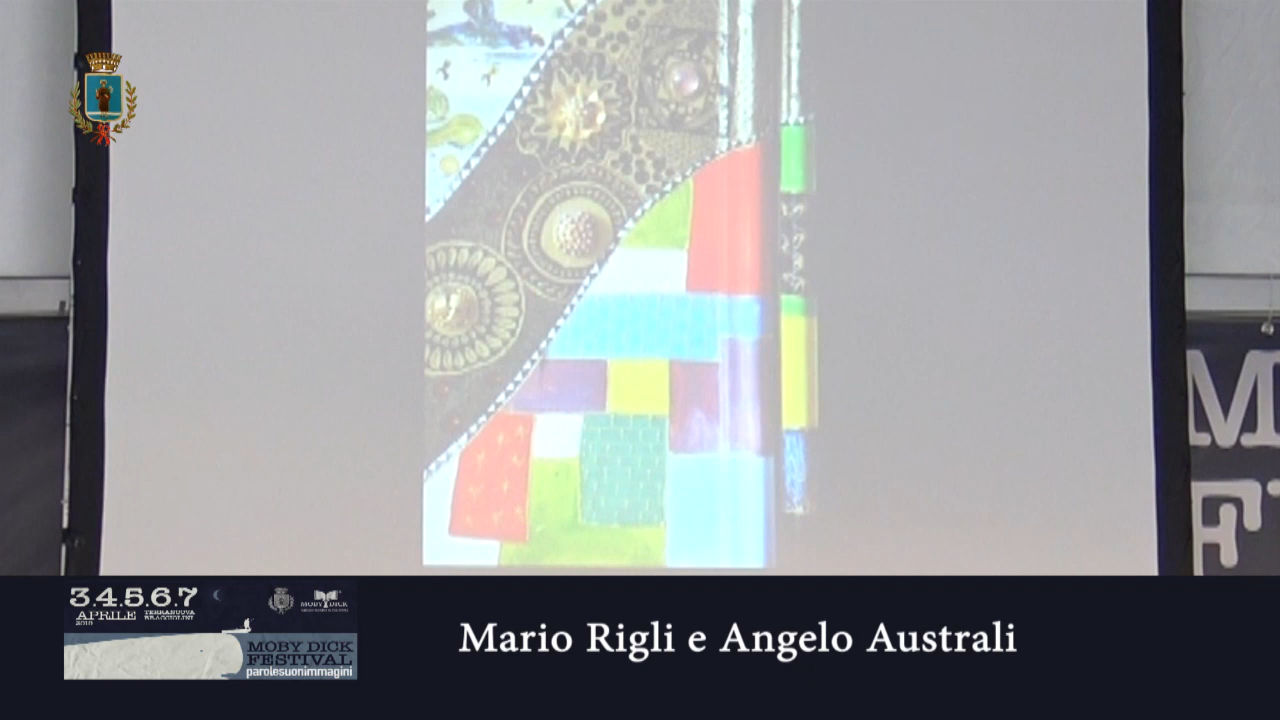 M
F
3.4.5.6.7
APRILE
TERRANUOVA
BRACCIOLINI
MOBY DICK
MOBY DICK
FESTIVAL
parolesuonimmagini
Mario Rigli e Angelo Australi